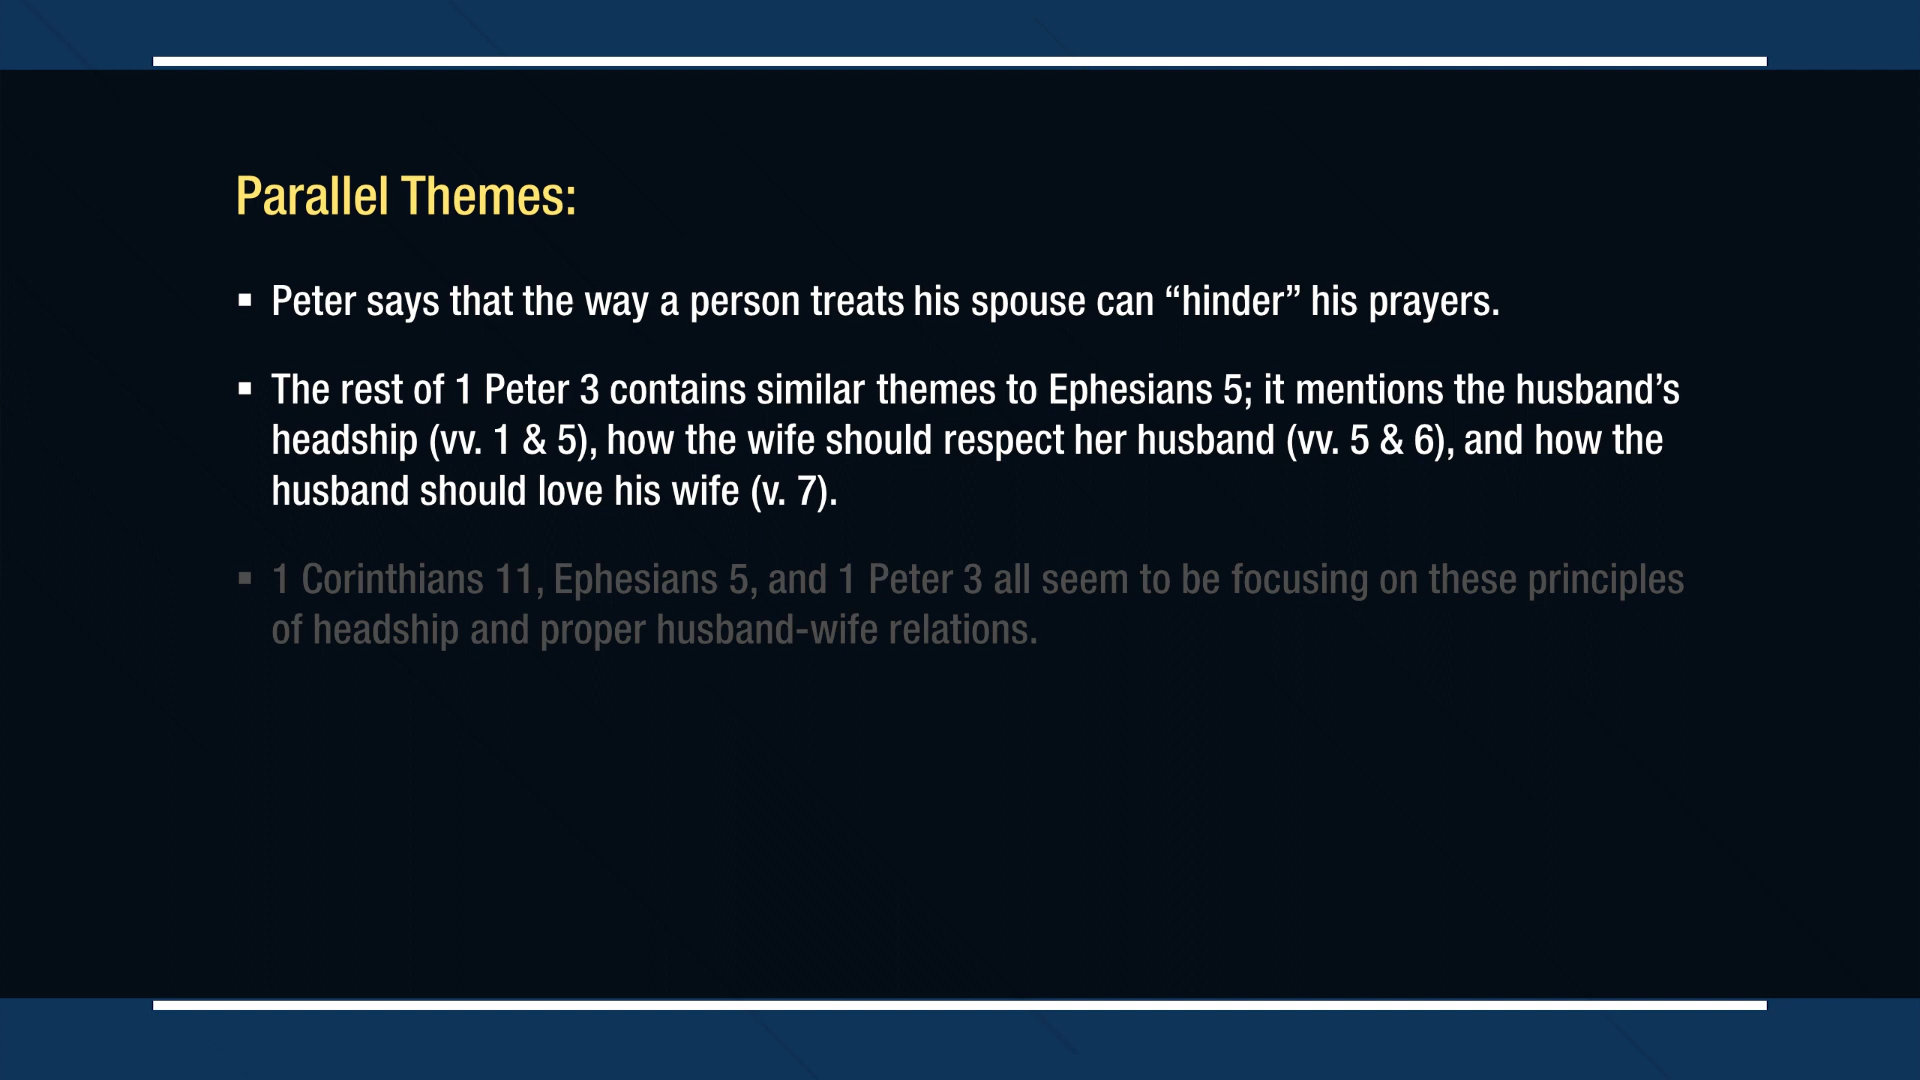 Parallel Themes:
▪ Peter says that the way a person treats his spouse can “hinder” his prayers.
▪ The rest of 1 Peter 3 contains similar themes to Ephesians 5; it mentions the husband’s
headship (vv. 1 & 5), how the wife should respect her husband (vv. 5 & 6), and how the
husband should love his wife (v. 7).
▪ 1 Corinthians 11, Ephesians 5, and 1 Peter 3 all seem to be focusing on these principles
of headship and proper husband-wife relations.